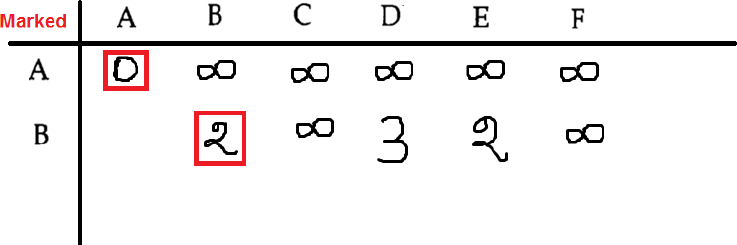 Marked A B C D E F
A 0 ∞ ∞ ∞ ∞ ∞
B 2 ∞ 3 2 ∞